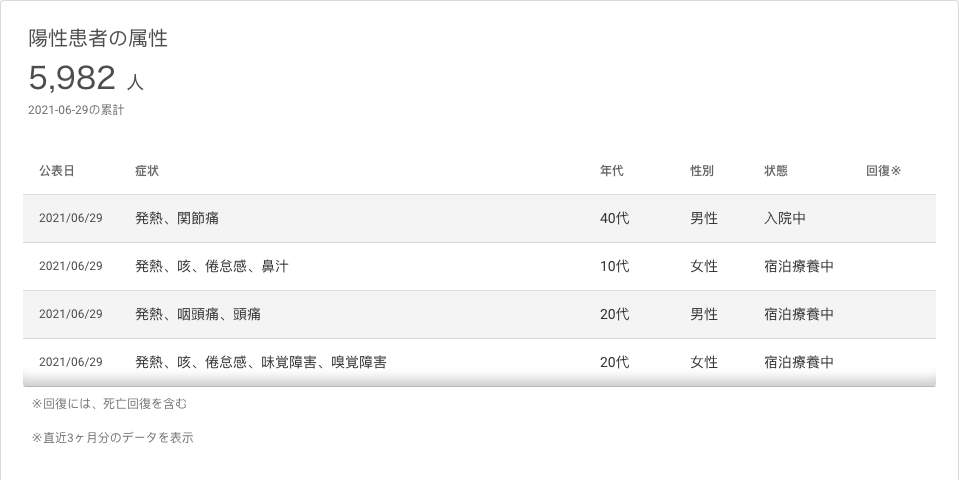 陽性患者の属性
5,982 人
2021-06-29の累計
公表日 症状 年代 性別 状態 回復※
2021/06/29 発熱、関節痛 40代 男性 入院中
2021/06/29 発熱、咳、倦怠感、鼻汁 10代 女性 宿泊療養中
2021/06/29 発熱、咽頭痛、頭痛 20代 男性 宿泊療養中
2021/06/29 発熱、咳、倦怠感、味覚障害、嗅覚障害 20代 女性 宿泊療養中
※回復には、死亡回復を含む
※直近3ヶ月分のデータを表示